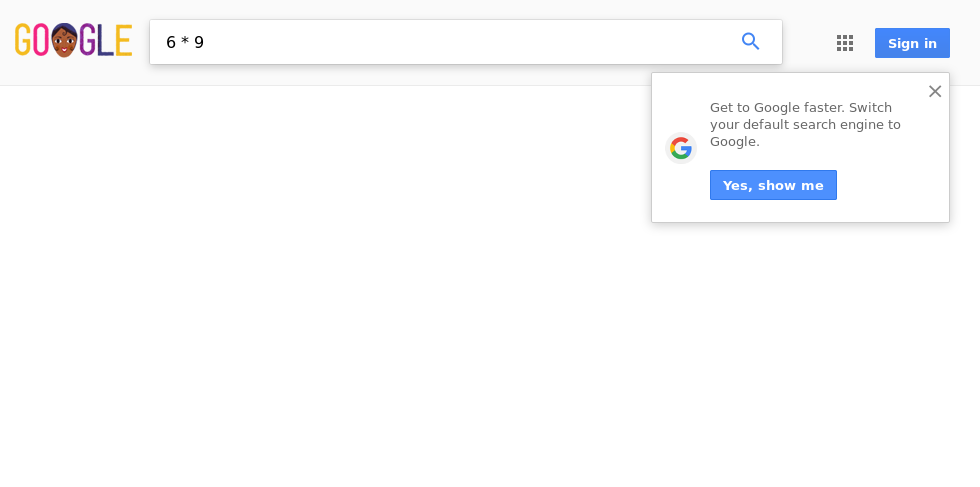 GOOGLE
6 * 9
Sign in
Get to Google faster. Switch
your default search engine to
Google.
Yes, show me